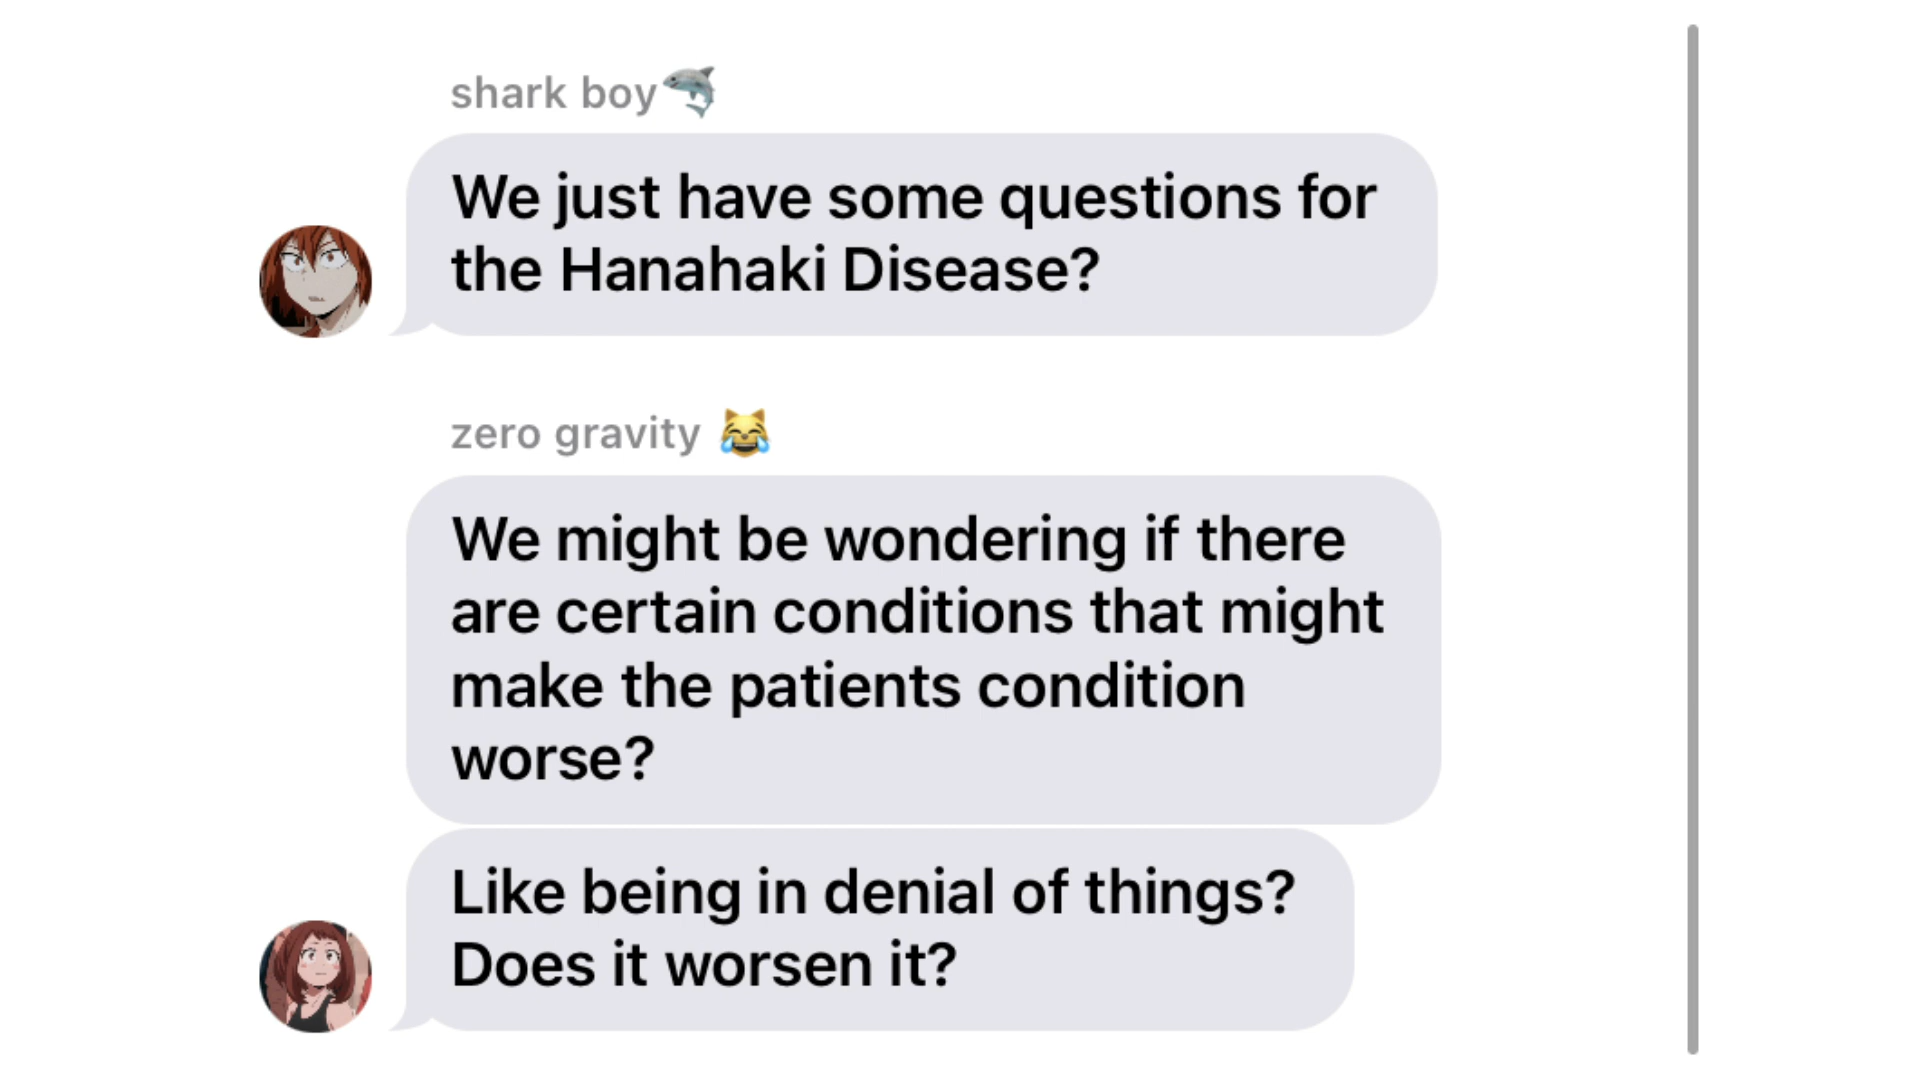 shark boy🦈
We just have some questions for
the Hanahaki Disease?
zero gravity 😹
We might be wondering if there
are certain conditions that might
make the patients condition
worse?
Like being in denial of things?
Does it worsen it?